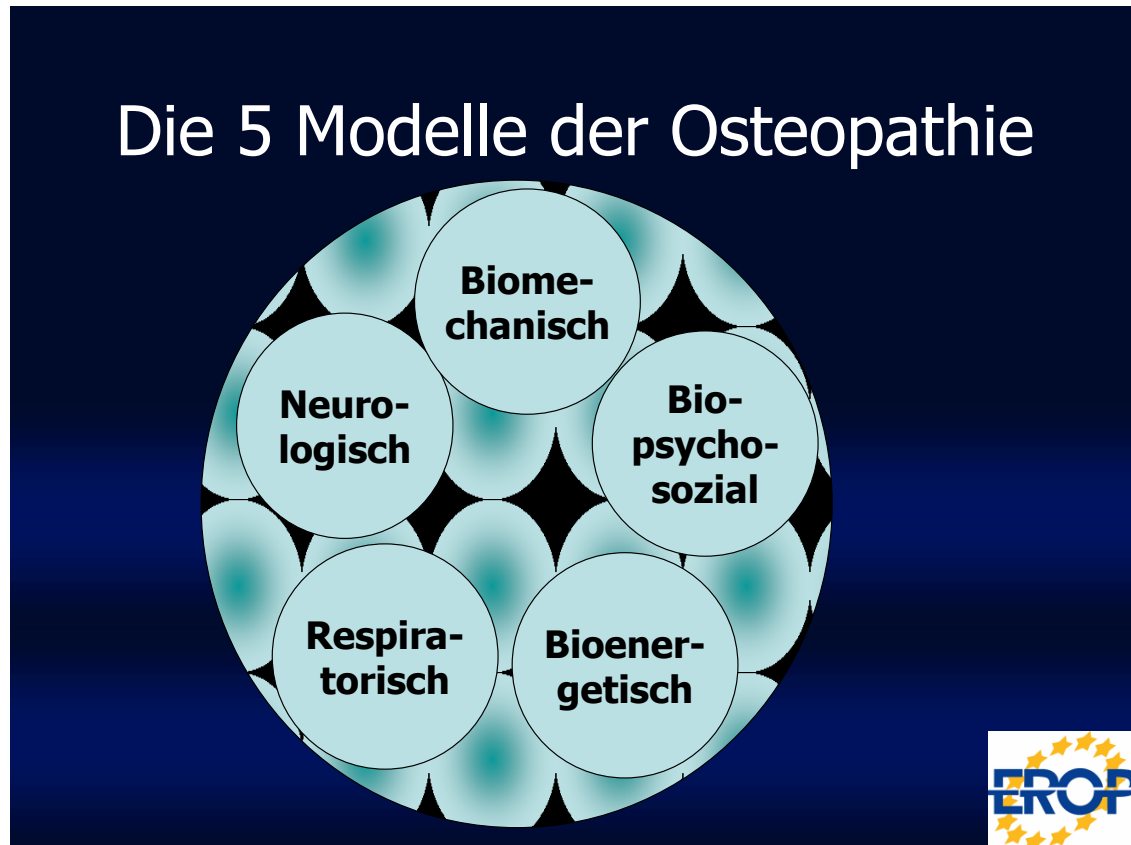 Die 5 Modelle der Osteopathie
Biome-
chanisch
Neuro-
logisch
Bio-
psycho-
sozial
Respira-
torisch
Bioener-
getisch
EROP